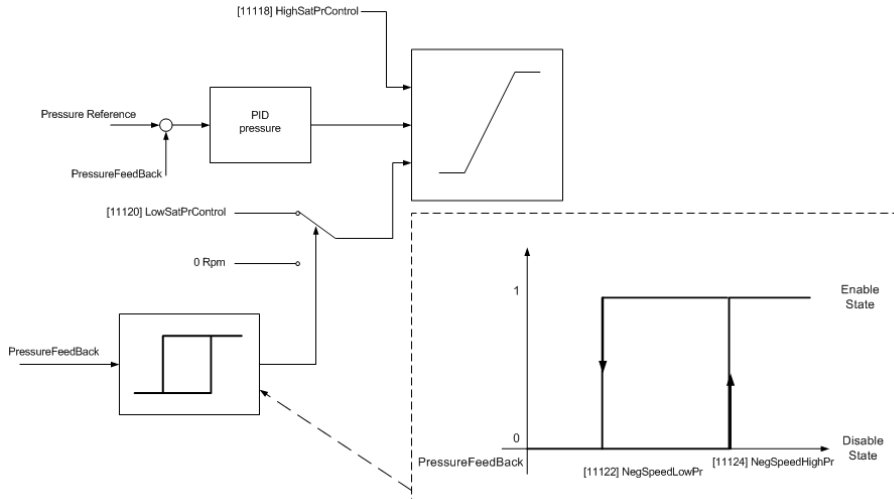 [11118] HighSatPrControl
Pressure Reference
PID
pressure
PressureFeedBack
[11120] LowSatPrControl
0 Rpm
PressureFeedBack
1
Enable
State
0
PressureFeedBack
[11122] NegSpeedLowPr
[11124] NegSpeedHighPr
Disable
State